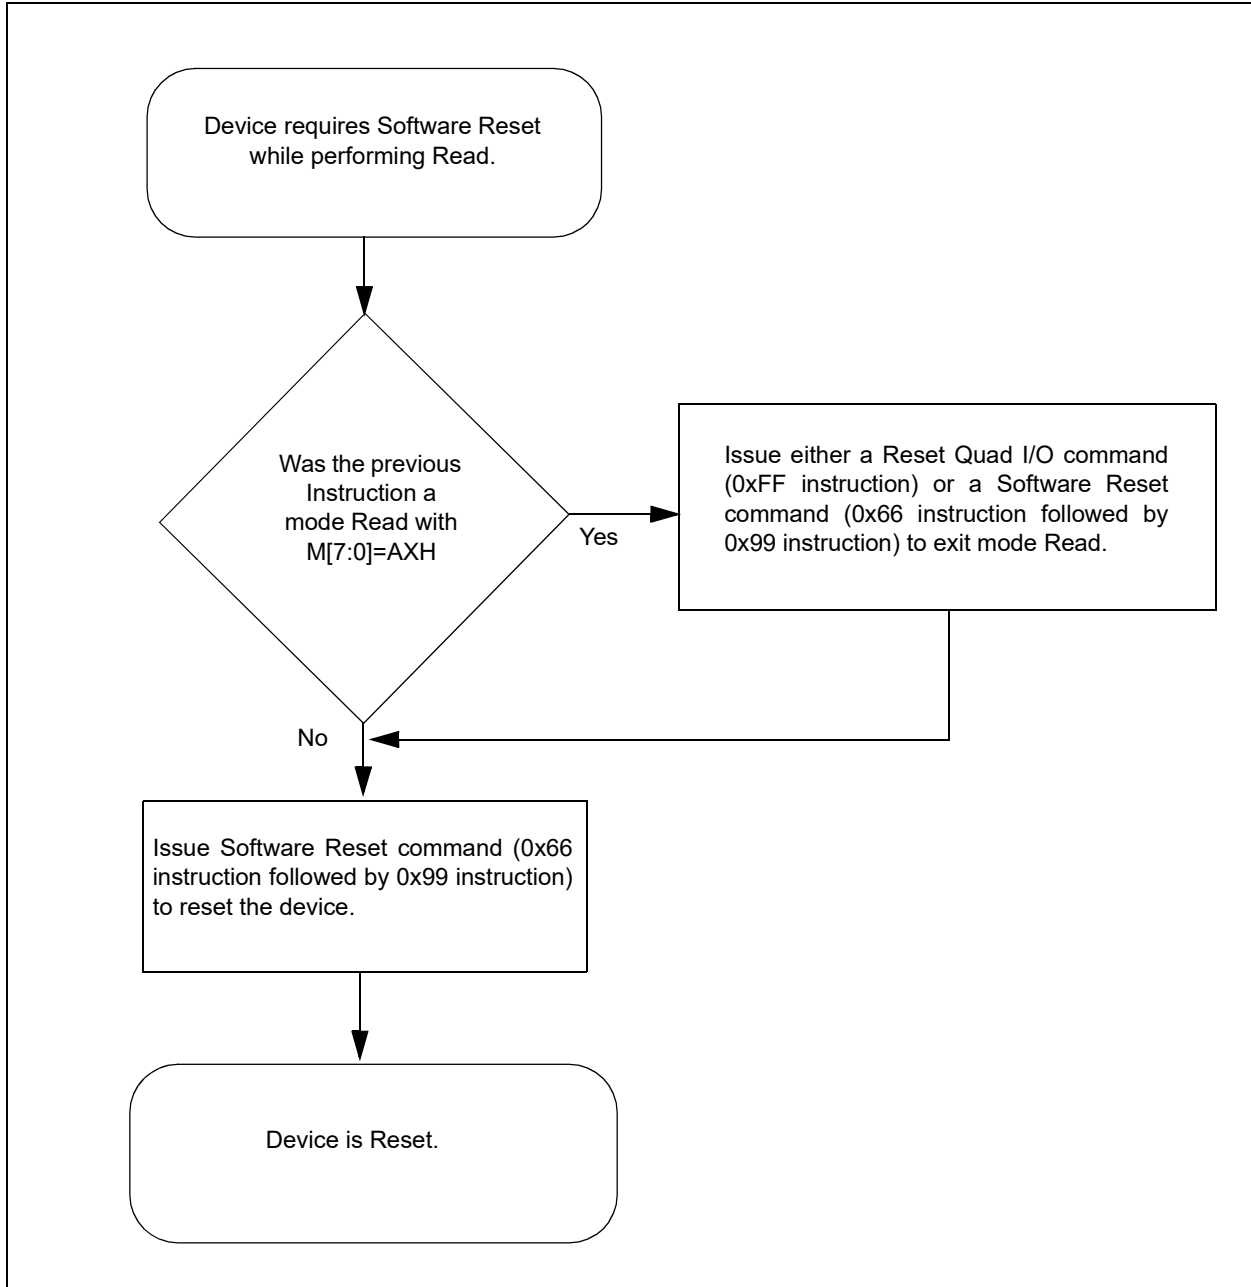 Device requires Software Reset
while performing Read.
Was the previous
Instruction a
mode Read with
M[7:0]=AXH
Yes
Issue either a Reset Quad I/O command
(0xFF instruction) or a Software Reset
command (0x66 instruction followed by
0x99 instruction) to exit mode Read.
No
Issue Software Reset command (0x66
instruction followed by 0x99 instruction)
to reset the device.
Device is Reset.